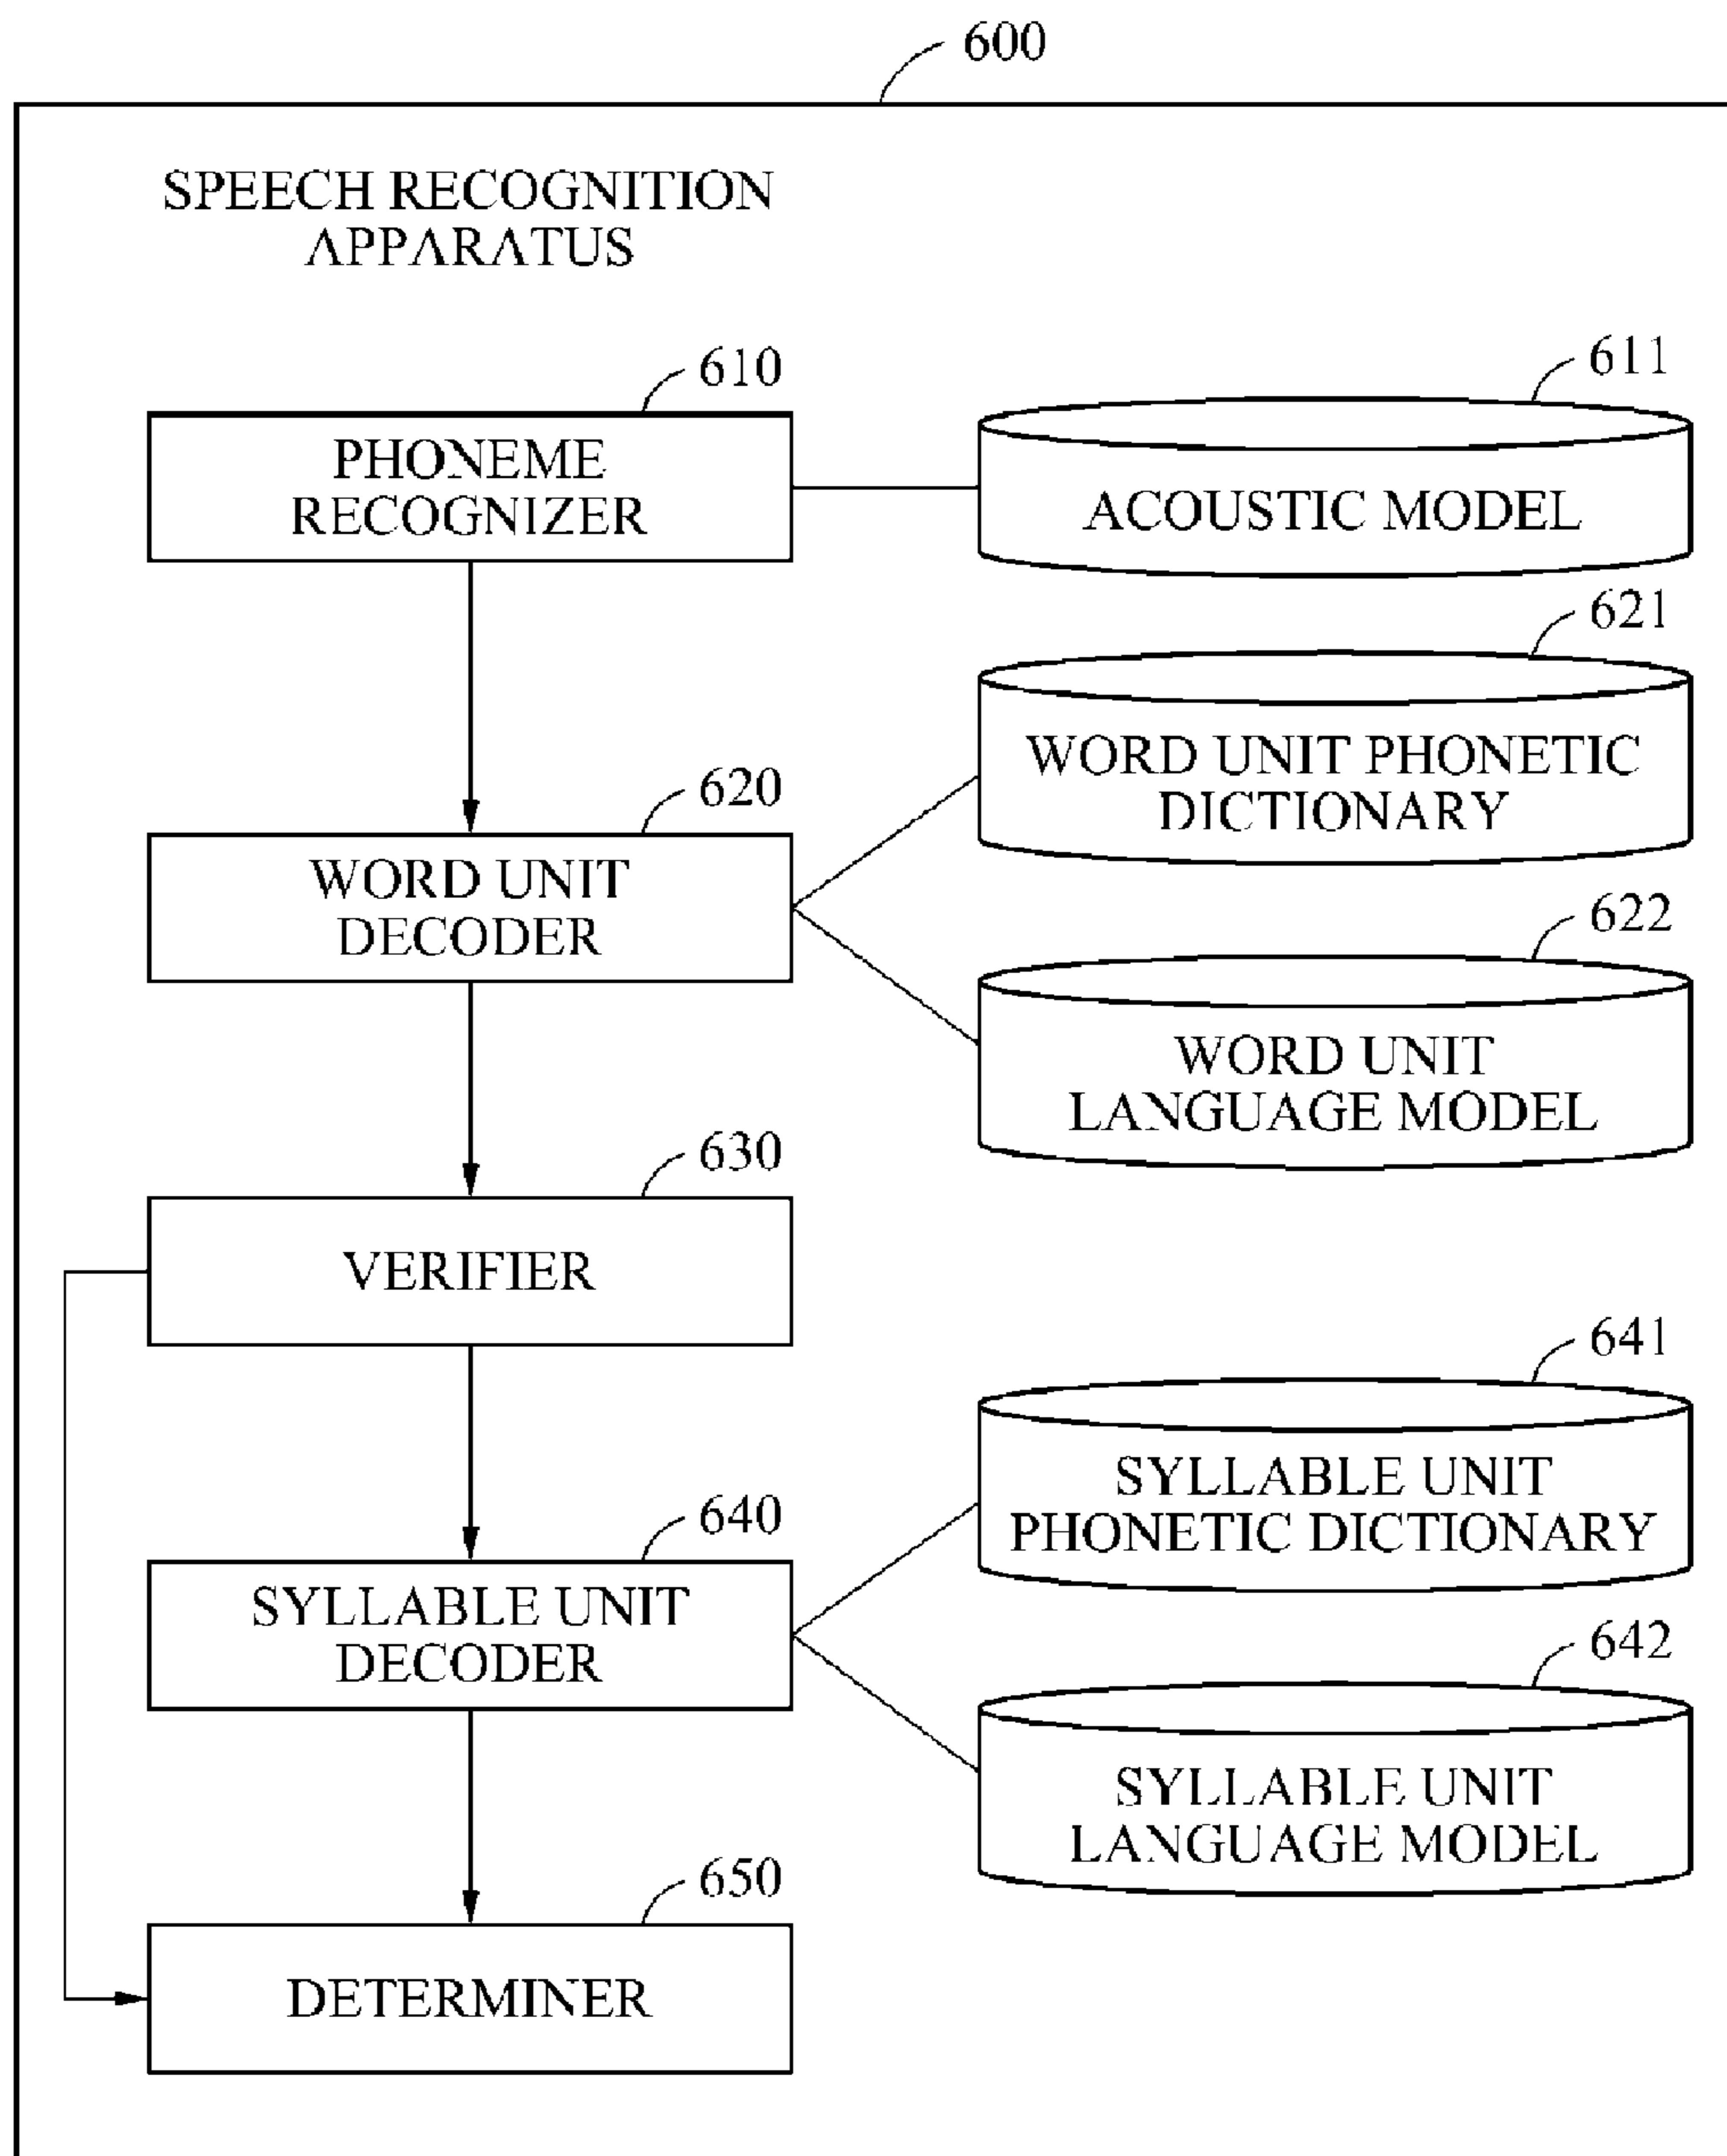 600
SPEECH RECOGNITION
APPARATUS
610
PHONEME
RECOGNIZER
611
ACOUSTIC MODEL
621
WORD UNIT PHONETIC
DICTIONARY
620
WORD UNIT
DECODER
622
WORD UNIT
LANGUAGE MODEL
630
VERIFIER
641
SYLLABLE UNIT
PHONETIC DICTIONARY
640
SYLLABLE UNIT
DECODER
642
SYLLABLE UNIT
LANGUAGE MODEL
650
DETERMINER